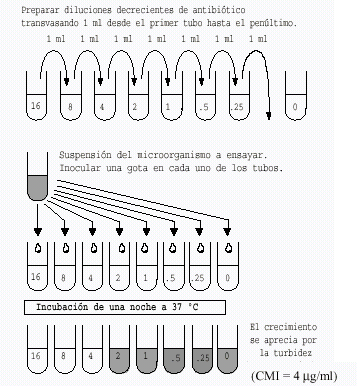 Preparar diluciones decrecientes de antibiótico
transvasando 1 ml desde el primer tubo hasta el penúltimo.
1 ml 1 ml 1 ml 1 ml 1 ml 1 ml 1 ml
16 8 4 2 1 .5 .25 0
Suspensión del microorganismo a ensayar.
Inocular una gota en cada uno de los tubos.
16 8 4 2 1 .5 .25 0
Incubación de una noche a 37 °C
El crecimiento
se aprecia por
la turbidez
16 8 4 2 1 .5 .25 0
(CMI = 4 µg/ml)